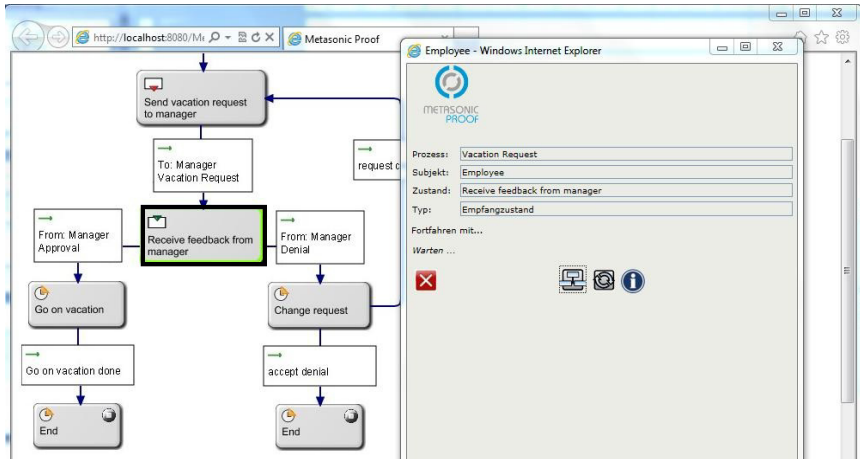 http://localhost:8080/Me
Metasonic Proof
Send vacation request
to manager
To: Manager
Vacation Request
request c
From: Manager
Approval
Receive feedback from
manager
From: Manager
Denial
Go on vacation
Change request
Go on vacation done
accept denial
End
End
Employee - Windows Internet Explorer
METASONIC
PROOF
Prozess: Vacation Request
Subjekt: Employee
Zustand: Receive feedback from manager
Typ: Empfangzustand
Fortfahren mit...
Warten ...